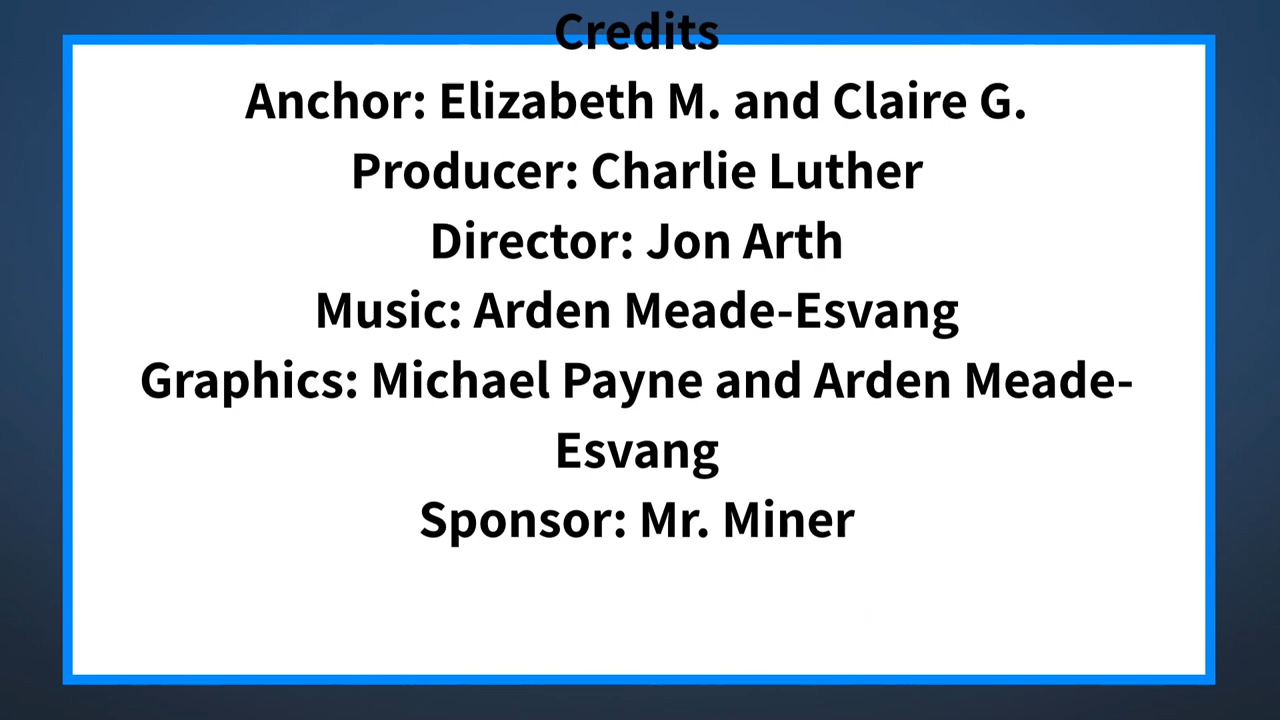 Credits
Anchor: Elizabeth M. and Claire G.
Producer: Charlie Luther
Director: Jon Arth
Music: Arden Meade-Esvang
Graphics: Michael Payne and Arden Meade-
Esvang
Sponsor: Mr. Miner